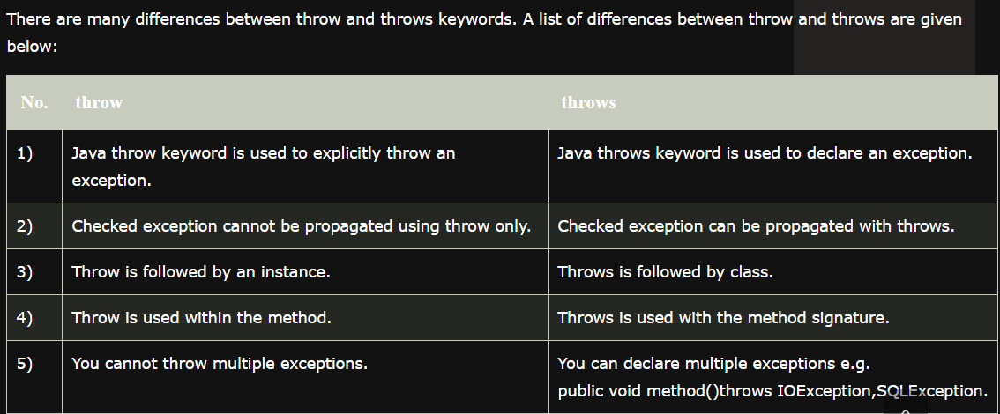 There are many differences between throw and throws keywords. A list of differences between throw and throws are given
below:
No. throw throws
1) Java throw keyword is used to explicitly throw an Java throws keyword is used to declare an exception.
exception.
2) Checked exception cannot be propagated using throw only. Checked exception can be propagated with throws.
3) Throw is followed by an instance. Throws is followed by class.
4) Throw is used within the method. Throws is used with the method signature.
5) You cannot throw multiple exceptions. You can declare multiple exceptions e.g.
public void method()throws IOException,SQLException.